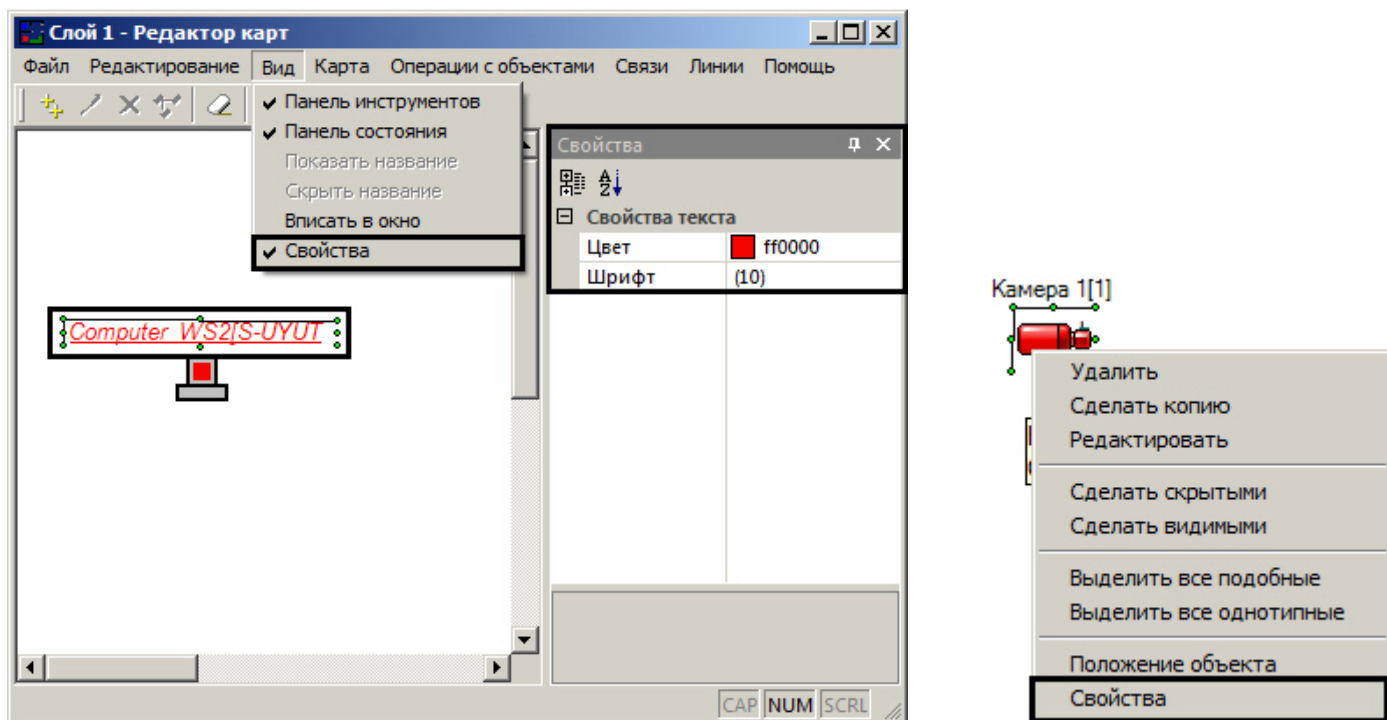 Слой 1 - Редактор карт
Файл Редактирование Вид Карта Операции с объектами Связи Линии Помощь
Панель инструментов
Панель состояния
Показать название
Скрыть название
Вписать в окно
Свойства
Свойства
Свойства текста
Цвет ff0000
Шрифт (10)
Computer WS2[S-UYUT
CAP NUM SCRL
Камера 1[1]
Удалить
Сделать копию
Редактировать
Сделать скрытыми
Сделать видимыми
Выделить все подобные
Выделить все однотипные
Положение объекта
Свойства